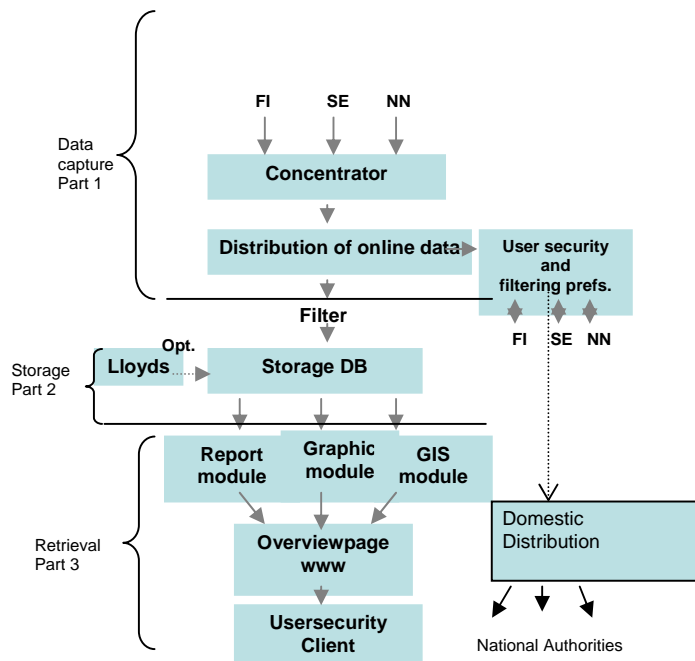 FI SE NN
Data
capture
Part 1
Concentrator
Distribution of online data
User security
and
filtering prefs.
Filter
FI SE NN
Opt.
Storage
Part 2
Lloyds
Storage DB
Report
module
Graphic
module
GIS
module
Retrieval
Part 3
Overviewpage
www
Domestic
Distribution
Usersecurity
Client
National Authorities